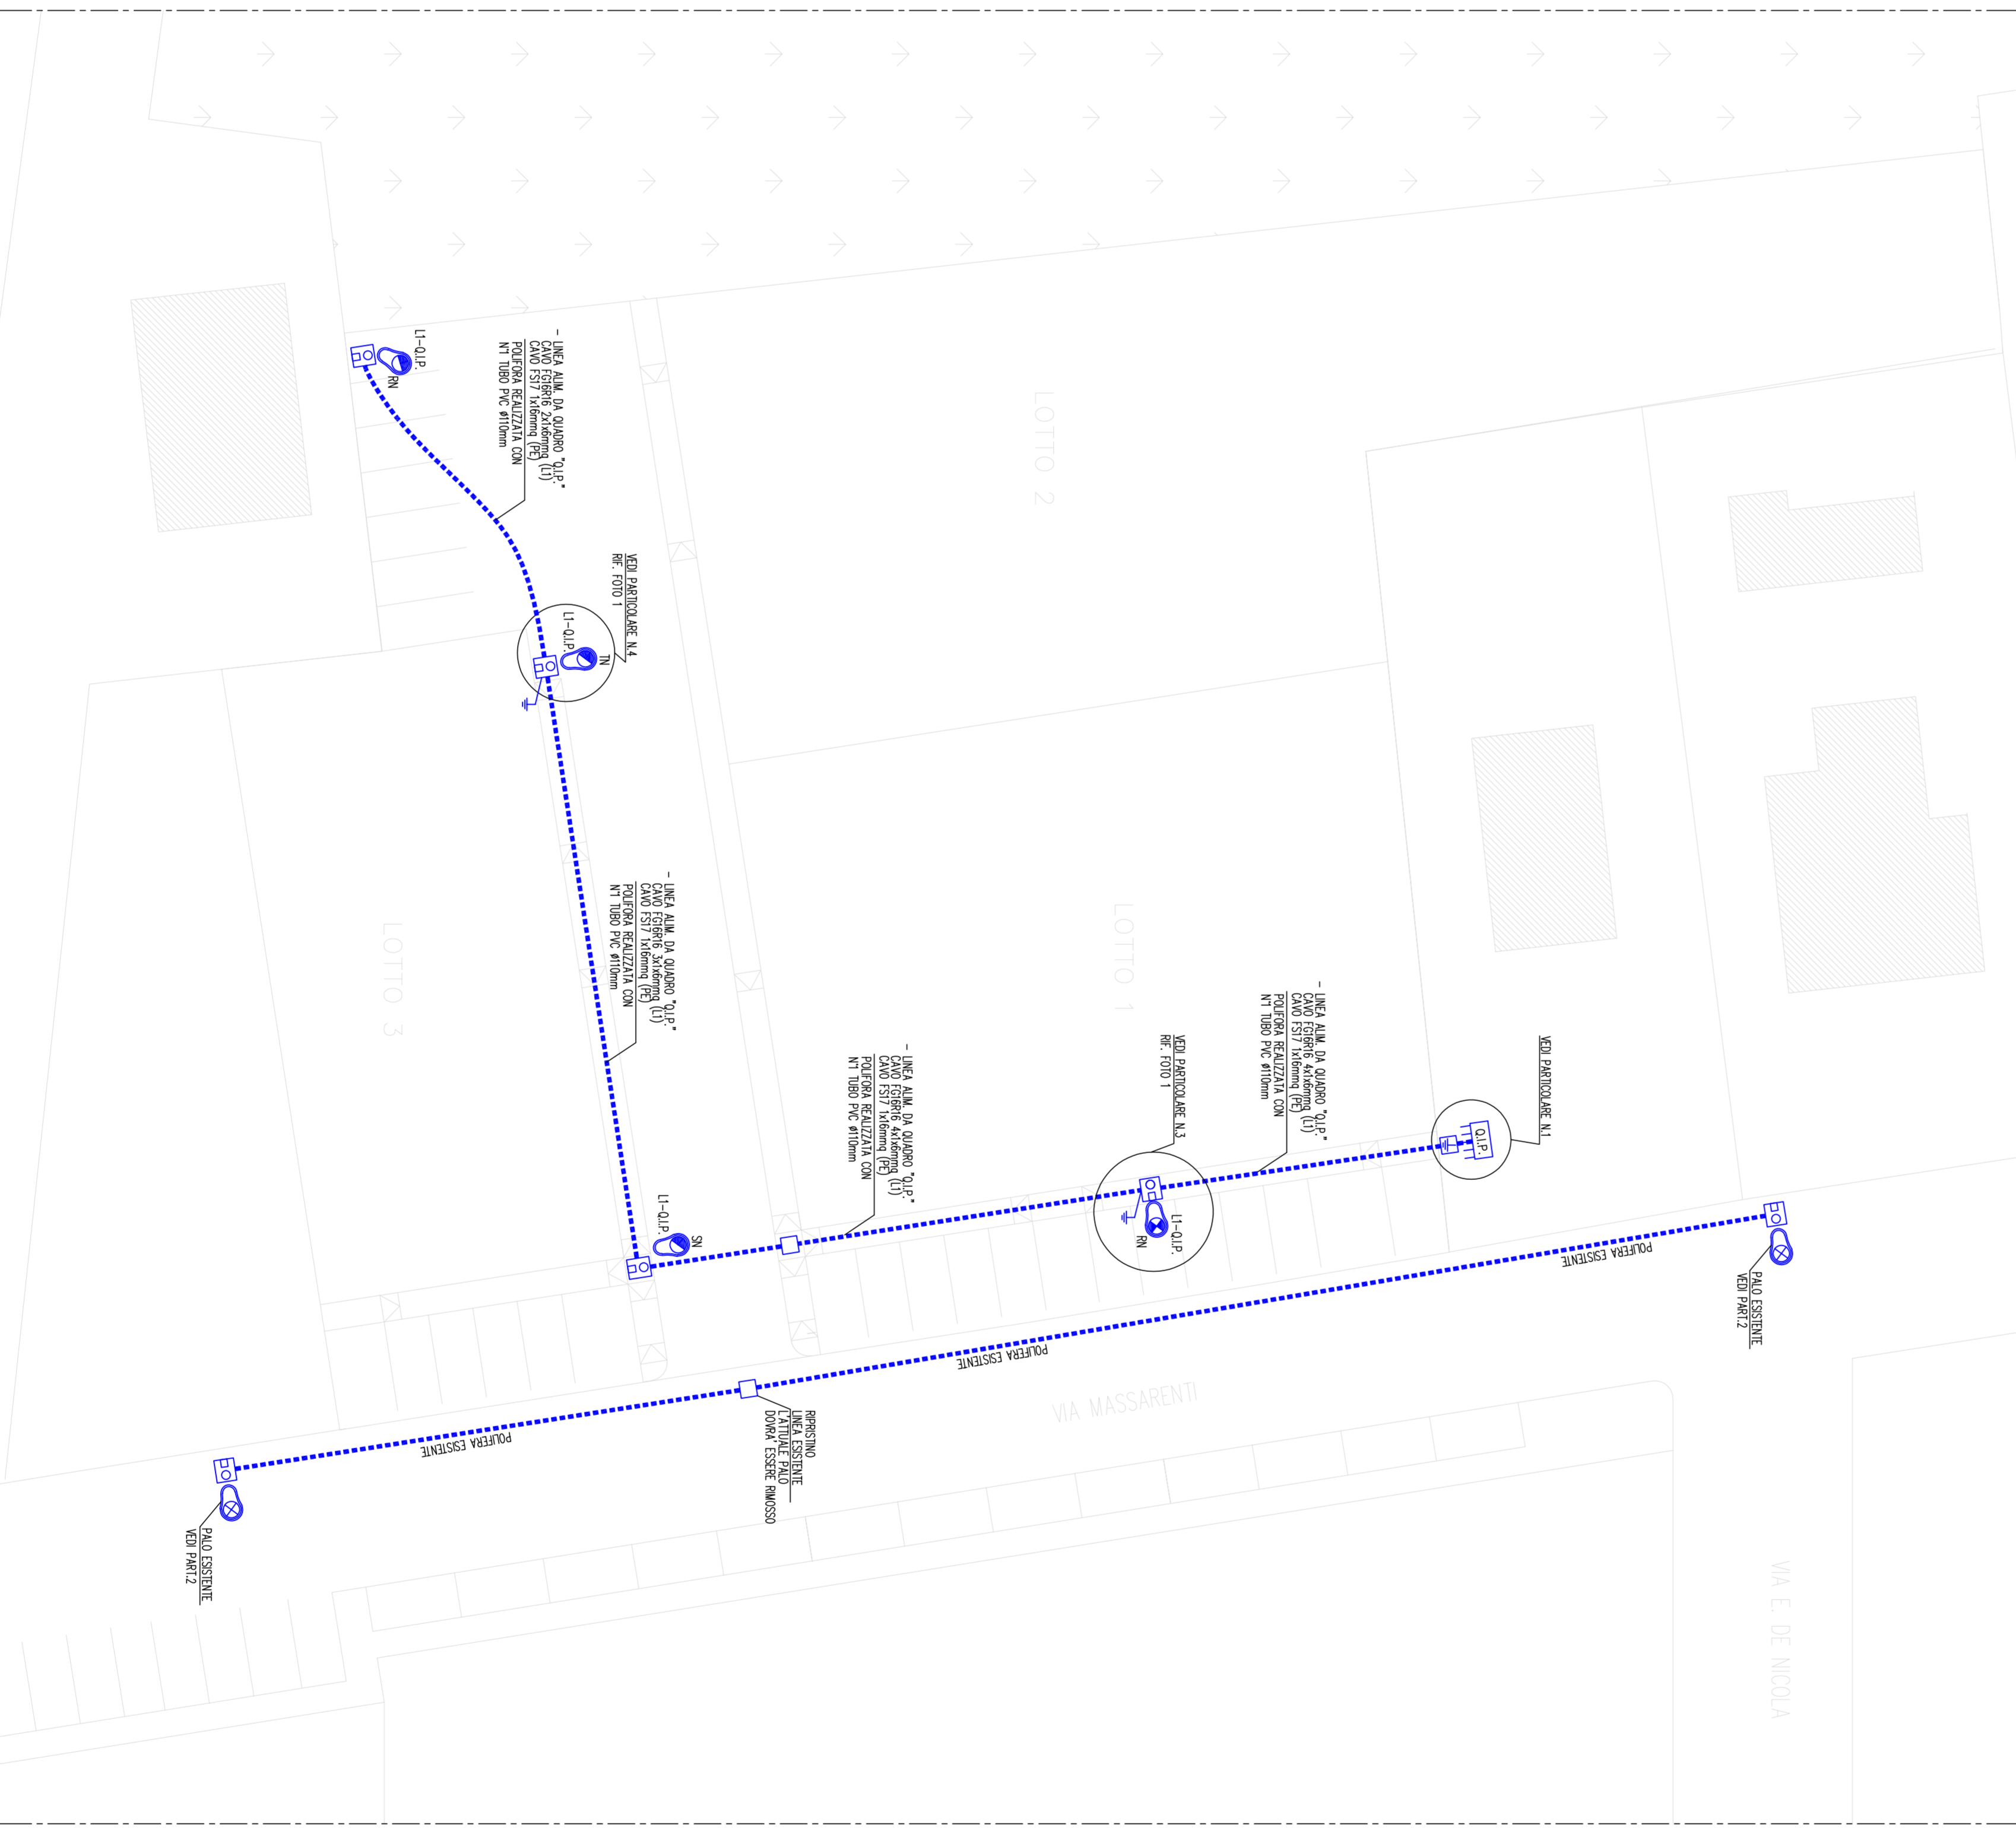 L1-Q.I.P.
RN
- LINEA ALIM. DA QUADRO "Q.I.P."
CAVO FG16R16 2x1x6mmq (L1)
CAVO FS17 1x16mmq (PE)
POLIFORA REALIZZATA CON
N°1 TUBO PVC ø110mm
VEDI PARTICOLARE N.4
RIF. FOTO 1
L1-Q.I.P.
TN
LOTTO 2
- LINEA ALIM. DA QUADRO "Q.I.P."
CAVO FG16R16 3x1x6mmq (L1)
CAVO FS17 1x16mmq (PE)
POLIFORA REALIZZATA CON
N°1 TUBO PVC ø110mm
LOTTO 3
LOTTO 1
- LINEA ALIM. DA QUADRO "Q.I.P."
CAVO FG16R16 4x1x6mmq (L1)
CAVO FS17 1x16mmq (PE)
POLIFORA REALIZZATA CON
N°1 TUBO PVC ø110mm
VEDI PARTICOLARE N.3
RIF. FOTO 1
- LINEA ALIM. DA QUADRO "Q.I.P."
CAVO FG16R16 4x1x6mmq (L1)
CAVO FS17 1x16mmq (PE)
POLIFORA REALIZZATA CON
N°1 TUBO PVC ø110mm
VEDI PARTICOLARE N.1
Q.I.P.
L1-Q.I.P.
SN
L1-Q.I.P.
RN
POLIFERA ESISTENTE
PALO ESISTENTE
VEDI PART.2
POLIFERA ESISTENTE
VIA MASSARENTI
POLIFERA ESISTENTE
RIPRISTINO
LINEA ESISTENTE
L'ATTUALE PALO
DOVRA' ESSERE RIMOSSO
PALO ESISTENTE
VEDI PART.2
VIA E. DE NICOLA